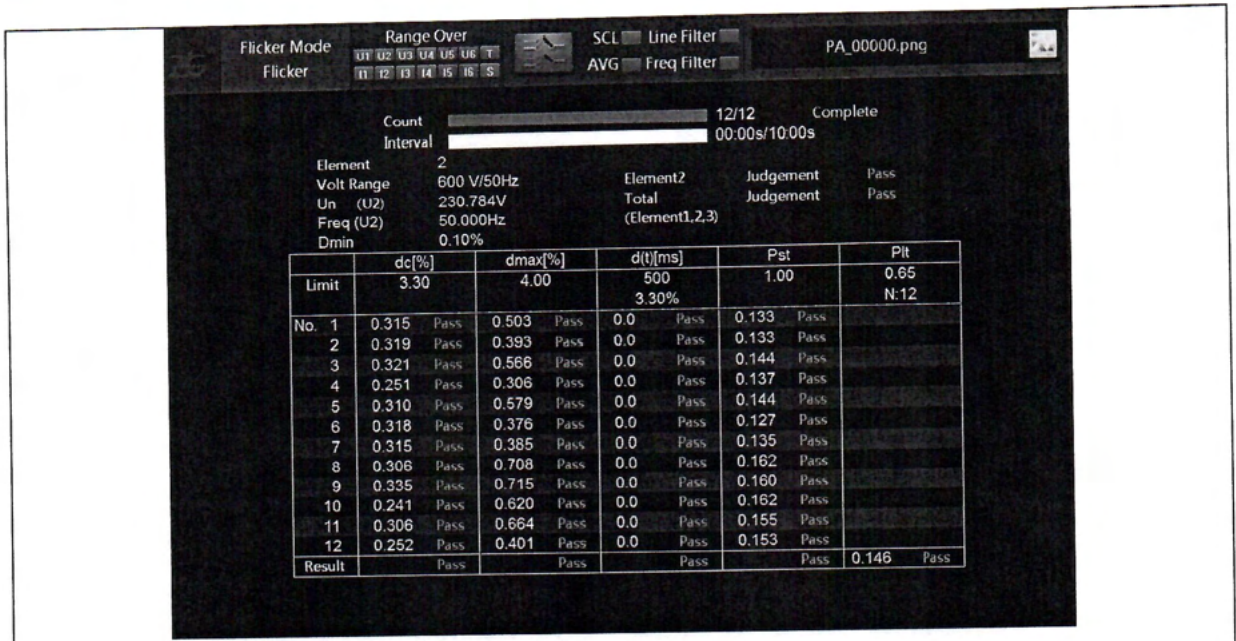 Flicker Mode Range Over SCL Line Filter PA_00000.png
Flicker U1 U2 U3 U4 U5 U6 T AVG Freq Filter
I1 I2 I3 I4 I5 I6 S
Count 12/12 Complete
Interval 00:00s/10:00s
Element 2
Volt Range 600 V/50Hz Element2 Judgement Pass
Un (U2) 230.784V Total Judgement Pass
Freq (U2) 50.000Hz (Element1,2,3)
Dmin 0.10%
dc[%] dmax[%] d(t)[ms] Pst Plt
Limit 3.30 4.00 500 1.00 0.65
3.30% N:12
No. 1 0.315 Pass 0.503 Pass 0.0 Pass 0.133 Pass
2 0.319 Pass 0.393 Pass 0.0 Pass 0.133 Pass
3 0.321 Pass 0.566 Pass 0.0 Pass 0.144 Pass
4 0.251 Pass 0.306 Pass 0.0 Pass 0.137 Pass
5 0.310 Pass 0.579 Pass 0.0 Pass 0.144 Pass
6 0.318 Pass 0.376 Pass 0.0 Pass 0.127 Pass
7 0.315 Pass 0.385 Pass 0.0 Pass 0.135 Pass
8 0.306 Pass 0.708 Pass 0.0 Pass 0.162 Pass
9 0.335 Pass 0.715 Pass 0.0 Pass 0.160 Pass
10 0.241 Pass 0.620 Pass 0.0 Pass 0.162 Pass
11 0.306 Pass 0.664 Pass 0.0 Pass 0.155 Pass
12 0.252 Pass 0.401 Pass 0.0 Pass 0.153 Pass
Result Pass Pass Pass Pass 0.146 Pass